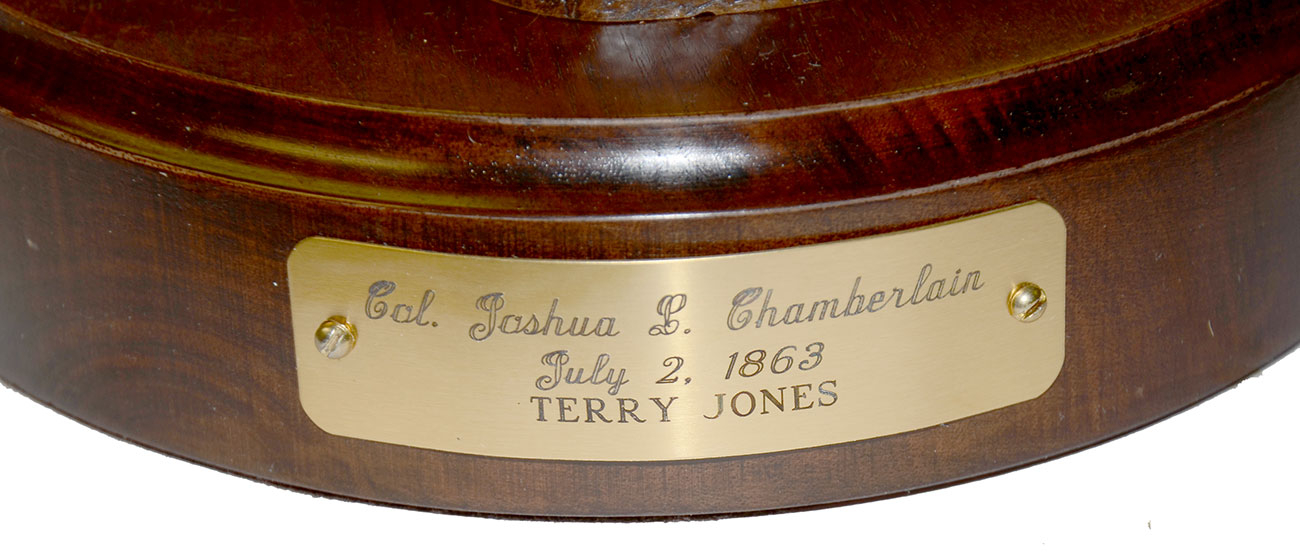 Col. Joshua L. Chamberlain
July 2, 1863
TERRY JONES